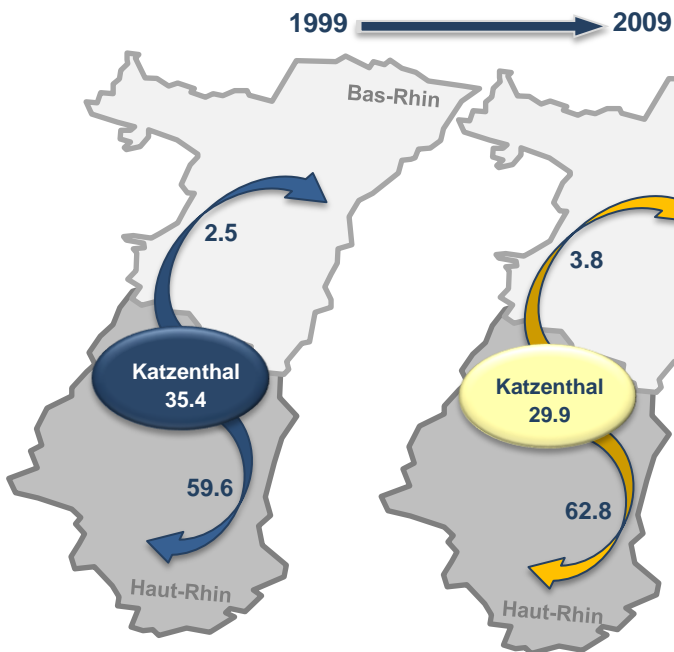 1999
2009
Bas-Rhin
2.5
Katzenthal
35.4
59.6
Haut-Rhin
3.8
Katzenthal
29.9
62.8
Haut-Rhin